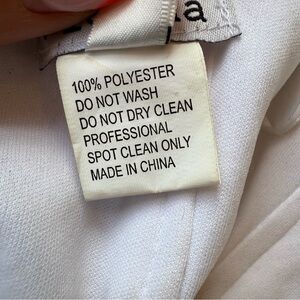 100% POLYESTER
DO NOT WASH
DO NOT DRY CLEAN
PROFESSIONAL
SPOT CLEAN ONLY
MADE IN CHINA